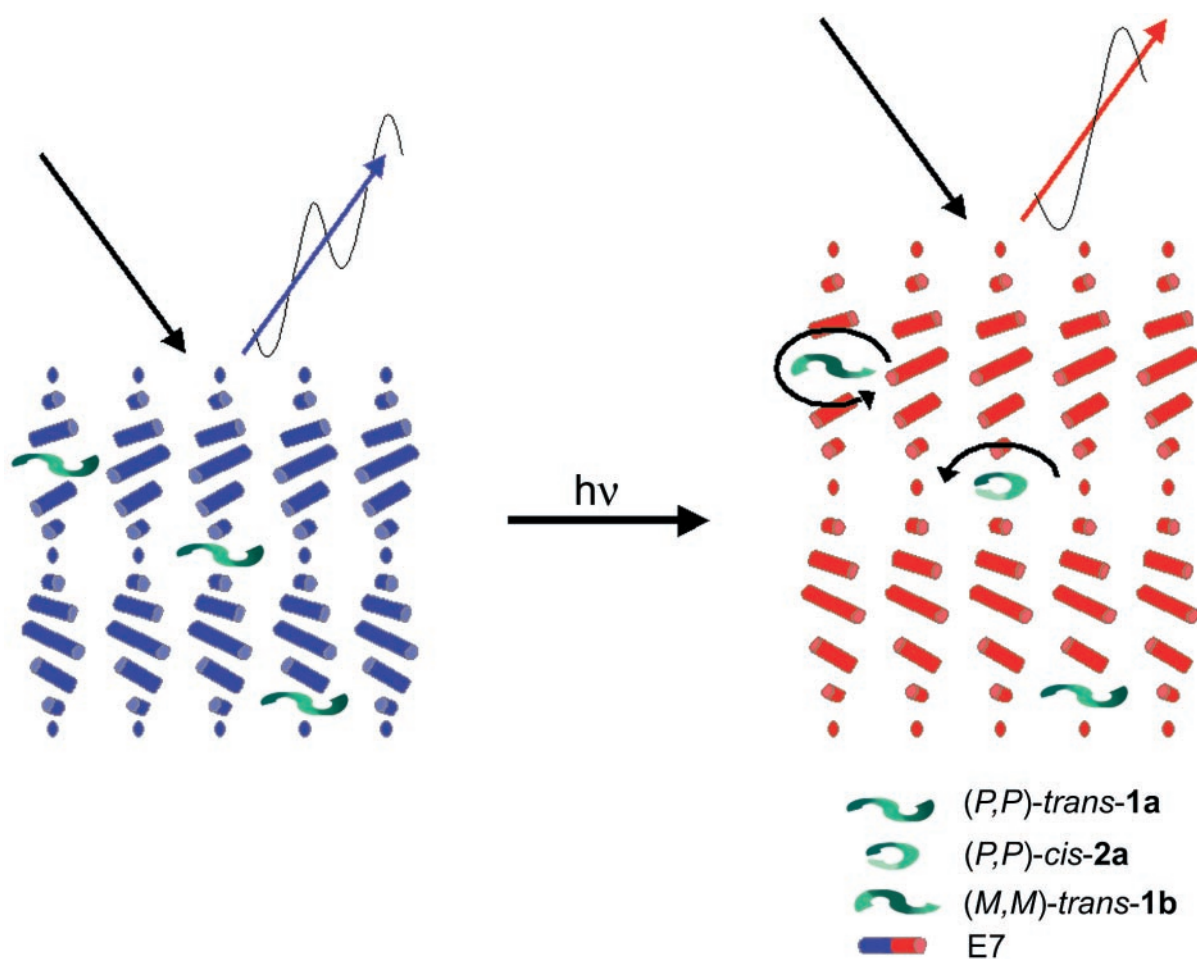 hν
(P,P)-trans-1a
(P,P)-cis-2a
(M,M)-trans-1b
E7